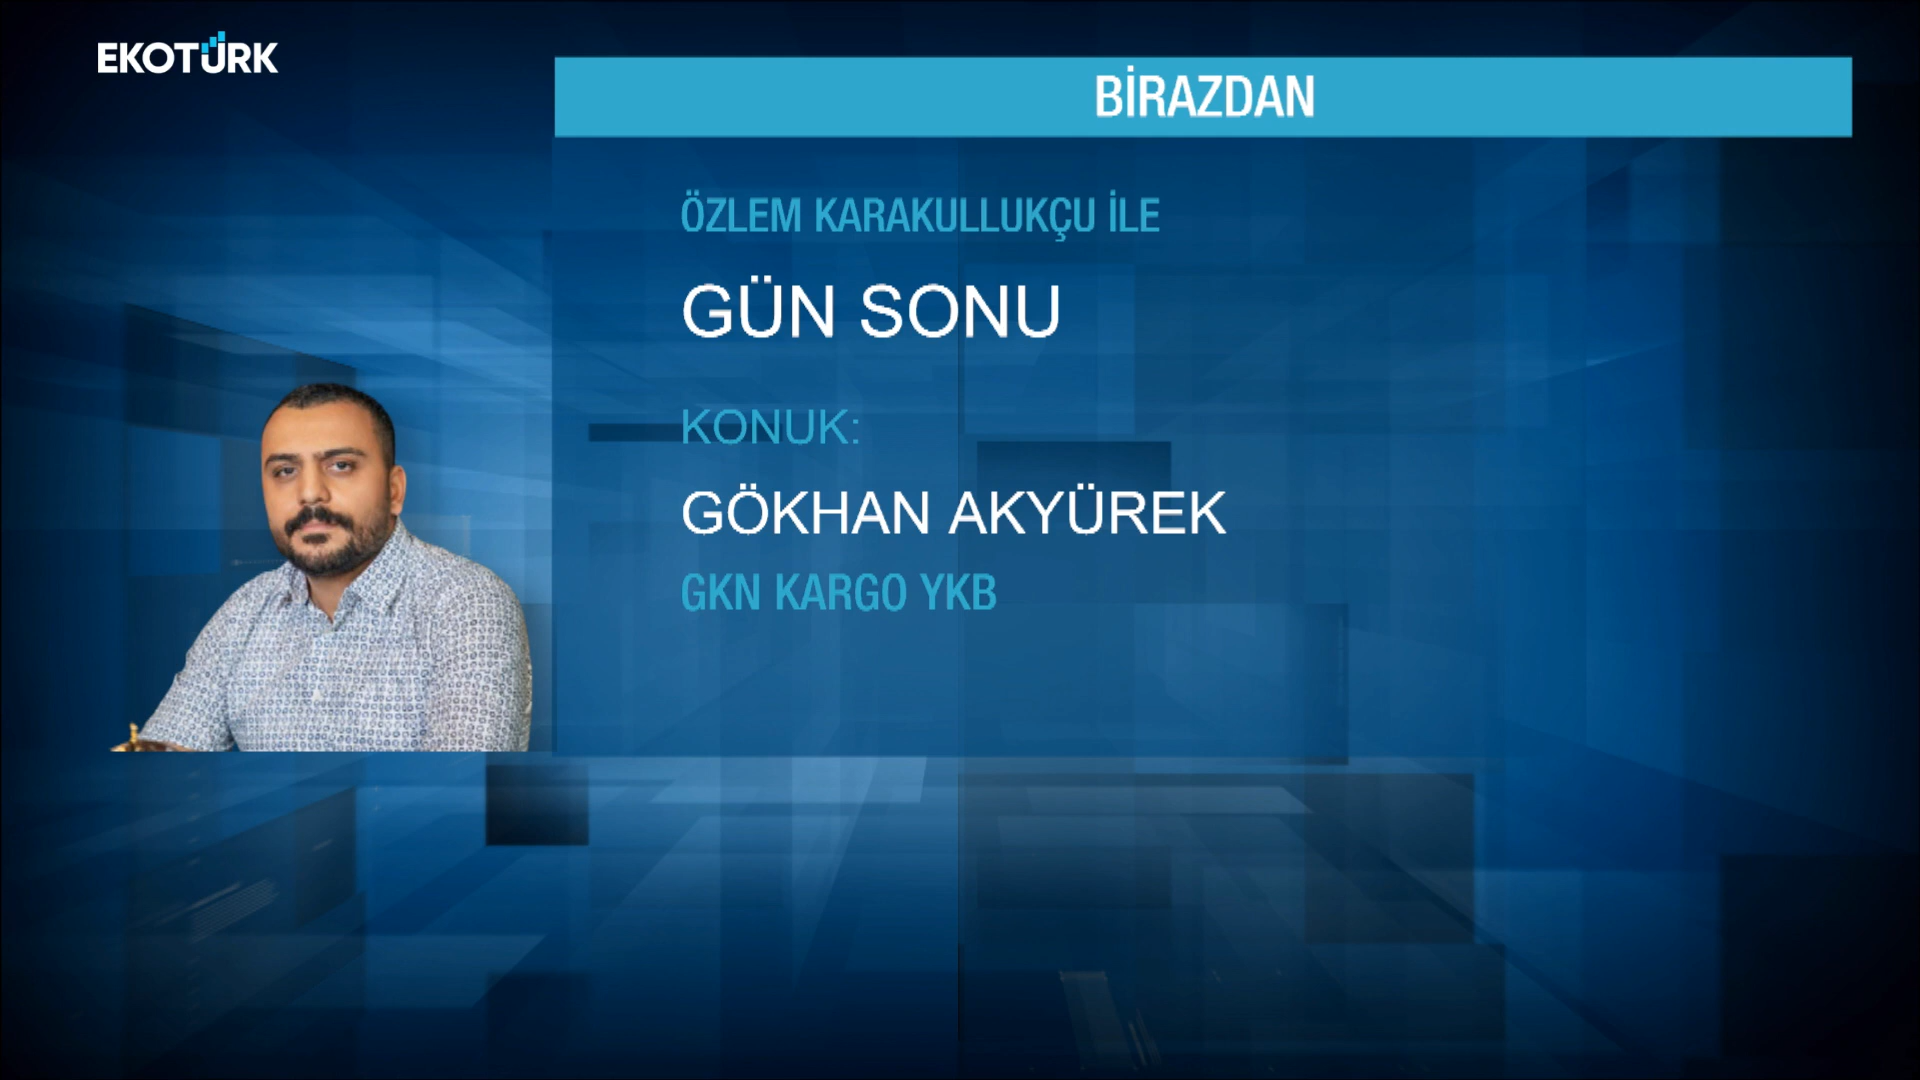 EKOTÜRK
BİRAZDAN
ÖZLEM KARAKULLUKÇU İLE
GÜN SONU
KONUK:
GÖKHAN AKYÜREK
GKN KARGO YKB